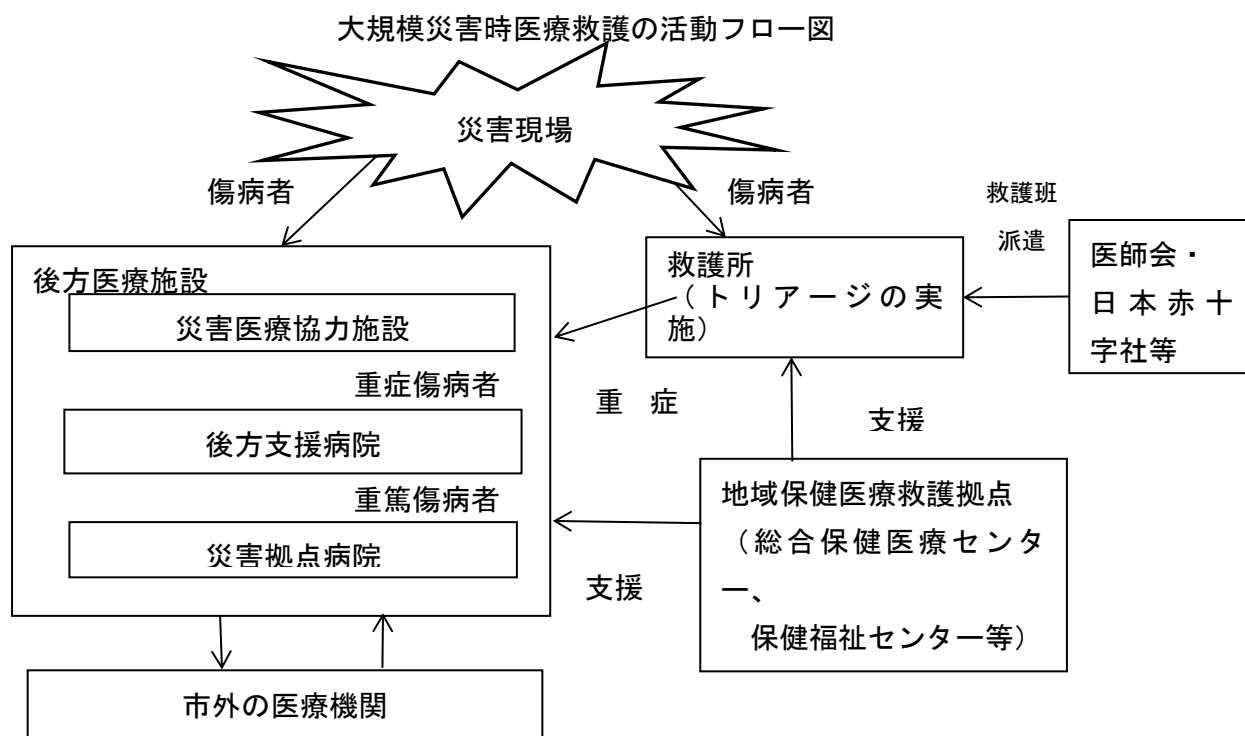 大規模災害時医療救護の活動フロー図
災害現場
傷病者
傷病者
救護班
派遣
医師会・
日本赤十
字社等
救護所
（トリアージの実
施）
後方医療施設
災害医療協力施設
重症傷病者
後方支援病院
重篤傷病者
災害拠点病院
重 症
支援
地域保健医療救護拠点
（総合保健医療センタ
ー、
保健福祉センター等）
支援
市外の医療機関